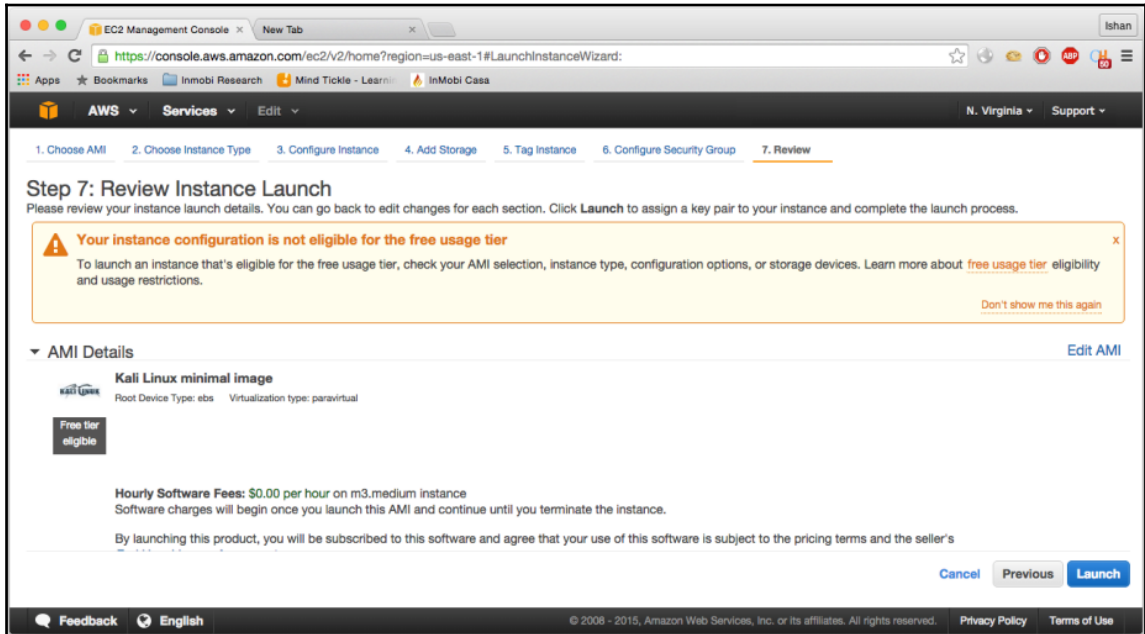 EC2 Management Console ×
New Tab ×
Ishan
https://console.aws.amazon.com/ec2/v2/home?region=us-east-1#LaunchInstanceWizard:
ABP
50
Apps
Bookmarks
Inmobi Research
Mind Tickle - Learnin
InMobi Casa
AWS
Services
Edit
N. Virginia
Support
1. Choose AMI
2. Choose Instance Type
3. Configure Instance
4. Add Storage
5. Tag Instance
6. Configure Security Group
7. Review
Step 7: Review Instance Launch
Please review your instance launch details. You can go back to edit changes for each section. Click Launch to assign a key pair to your instance and complete the launch process.
Your instance configuration is not eligible for the free usage tier
x
To launch an instance that's eligible for the free usage tier, check your AMI selection, instance type, configuration options, or storage devices. Learn more about free usage tier eligibility
and usage restrictions.
Don't show me this again
AMI Details
Edit AMI
KALI LINUX
Kali Linux minimal image
Root Device Type: ebs Virtualization type: paravirtual
Free tier
eligible
Hourly Software Fees: $0.00 per hour on m3.medium instance
Software charges will begin once you launch this AMI and continue until you terminate the instance.
By launching this product, you will be subscribed to this software and agree that your use of this software is subject to the pricing terms and the seller's
Cancel
Previous
Launch
Feedback
English
© 2008 - 2015, Amazon Web Services, Inc. or its affiliates. All rights reserved.
Privacy Policy
Terms of Use